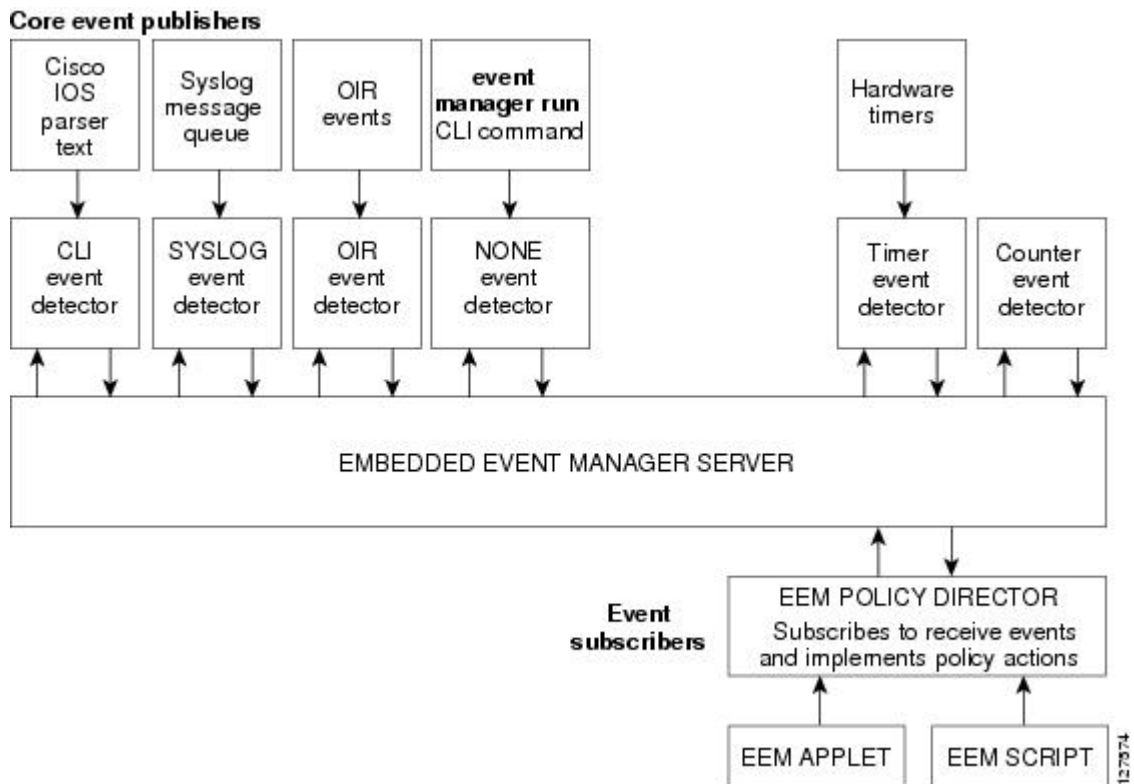 Core event publishers
Cisco
IOS
parser
text
Syslog
message
queue
OIR
events
event
manager run
CLI command
Hardware
timers
CLI
event
detector
SYSLOG
event
detector
OIR
event
detector
NONE
event
detector
Timer
event
detector
Counter
event
detector
EMBEDDED EVENT MANAGER SERVER
Event
subscribers
EEM POLICY DIRECTOR
Subscribes to receive events
and implements policy actions
EEM APPLET
EEM SCRIPT
127574